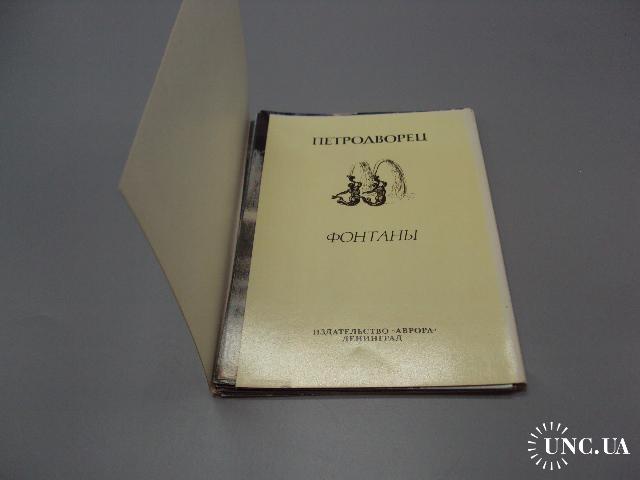 ПЕТРОДВОРЕЦ
ФОНТАНЫ
ИЗДАТЕЛЬСТВО «АВРОРА»
ЛЕНИНГРАД
UNC.UA